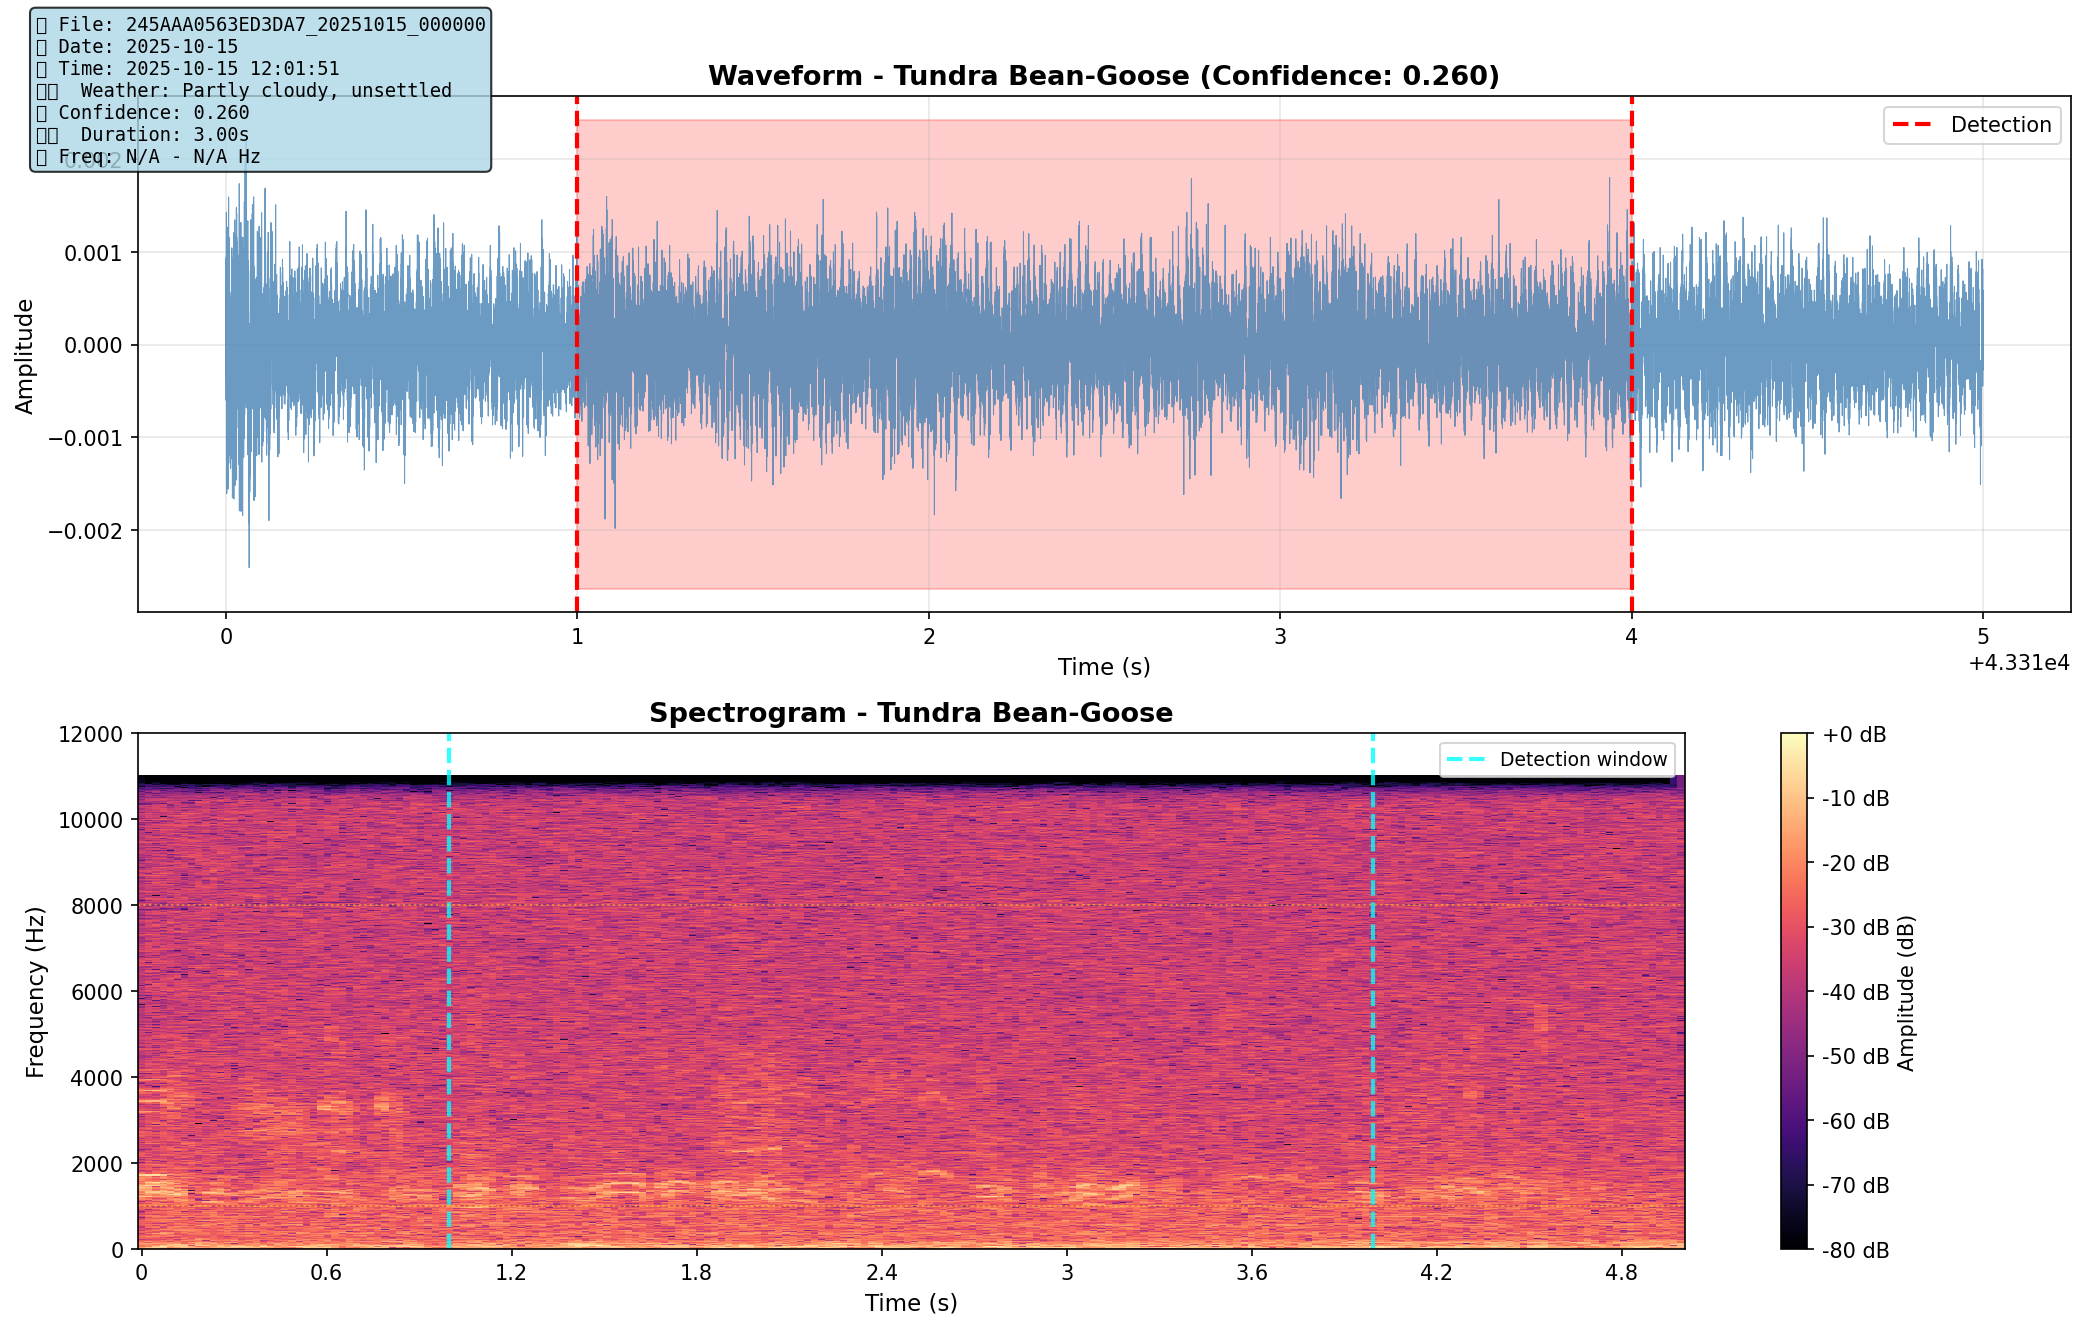 File: 245AAA0563ED3DA7_20251015_000000
Date: 2025-10-15
Time: 2025-10-15 12:01:51
Weather: Partly cloudy, unsettled
Confidence: 0.260
Duration: 3.00s
Freq: N/A - N/A Hz
Waveform - Tundra Bean-Goose (Confidence: 0.260)
Detection
Amplitude
0.002
0.001
0.000
−0.001
−0.002
0
1
2
3
4
5
Time (s)
+4.331e4
Spectrogram - Tundra Bean-Goose
Detection window
Frequency (Hz)
12000
10000
8000
6000
4000
2000
0
0
0.6
1.2
1.8
2.4
3
3.6
4.2
4.8
Time (s)
+0 dB
-10 dB
-20 dB
-30 dB
-40 dB
-50 dB
-60 dB
-70 dB
-80 dB
Amplitude (dB)